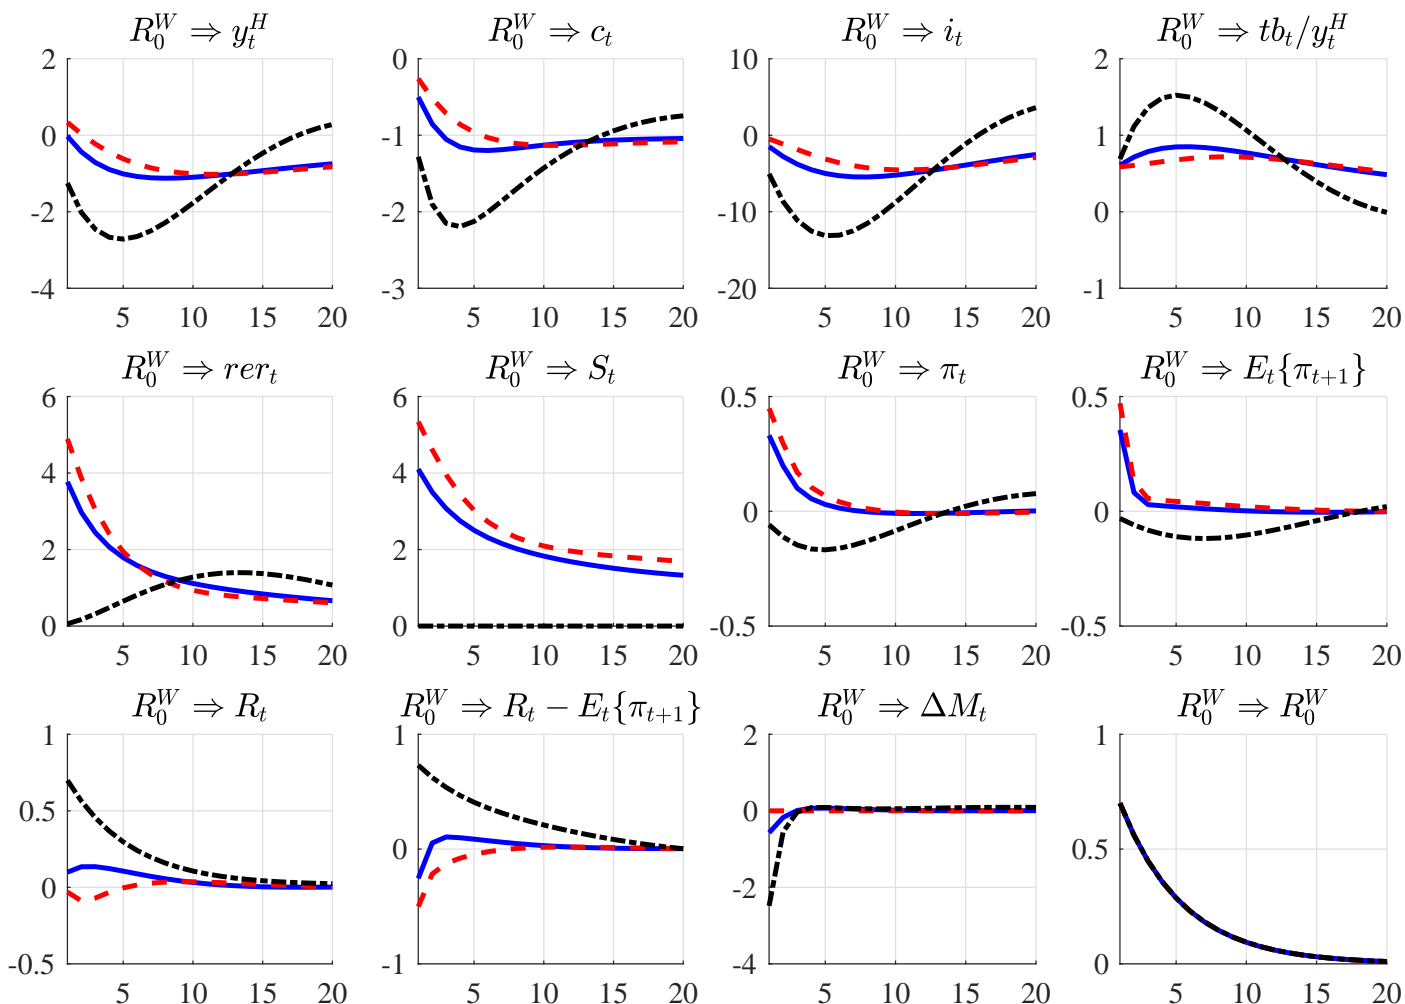 R_0^W ⇒ y_t^H
R_0^W ⇒ c_t
R_0^W ⇒ i_t
R_0^W ⇒ tb_t/y_t^H
2
0
-2
-4
5 10 15 20
0
-1
-2
-3
5 10 15 20
10
0
-10
-20
5 10 15 20
2
1
0
-1
5 10 15 20
R_0^W ⇒ rer_t
R_0^W ⇒ S_t
R_0^W ⇒ π_t
R_0^W ⇒ E_t{π_{t+1}}
6
4
2
0
5 10 15 20
6
4
2
0
5 10 15 20
0.5
0
-0.5
5 10 15 20
0.5
0
-0.5
5 10 15 20
R_0^W ⇒ R_t
R_0^W ⇒ R_t − E_t{π_{t+1}}
R_0^W ⇒ ΔM_t
R_0^W ⇒ R_0^W
1
0.5
0
-0.5
5 10 15 20
1
0
-1
5 10 15 20
2
0
-2
-4
5 10 15 20
1
0.5
0
5 10 15 20